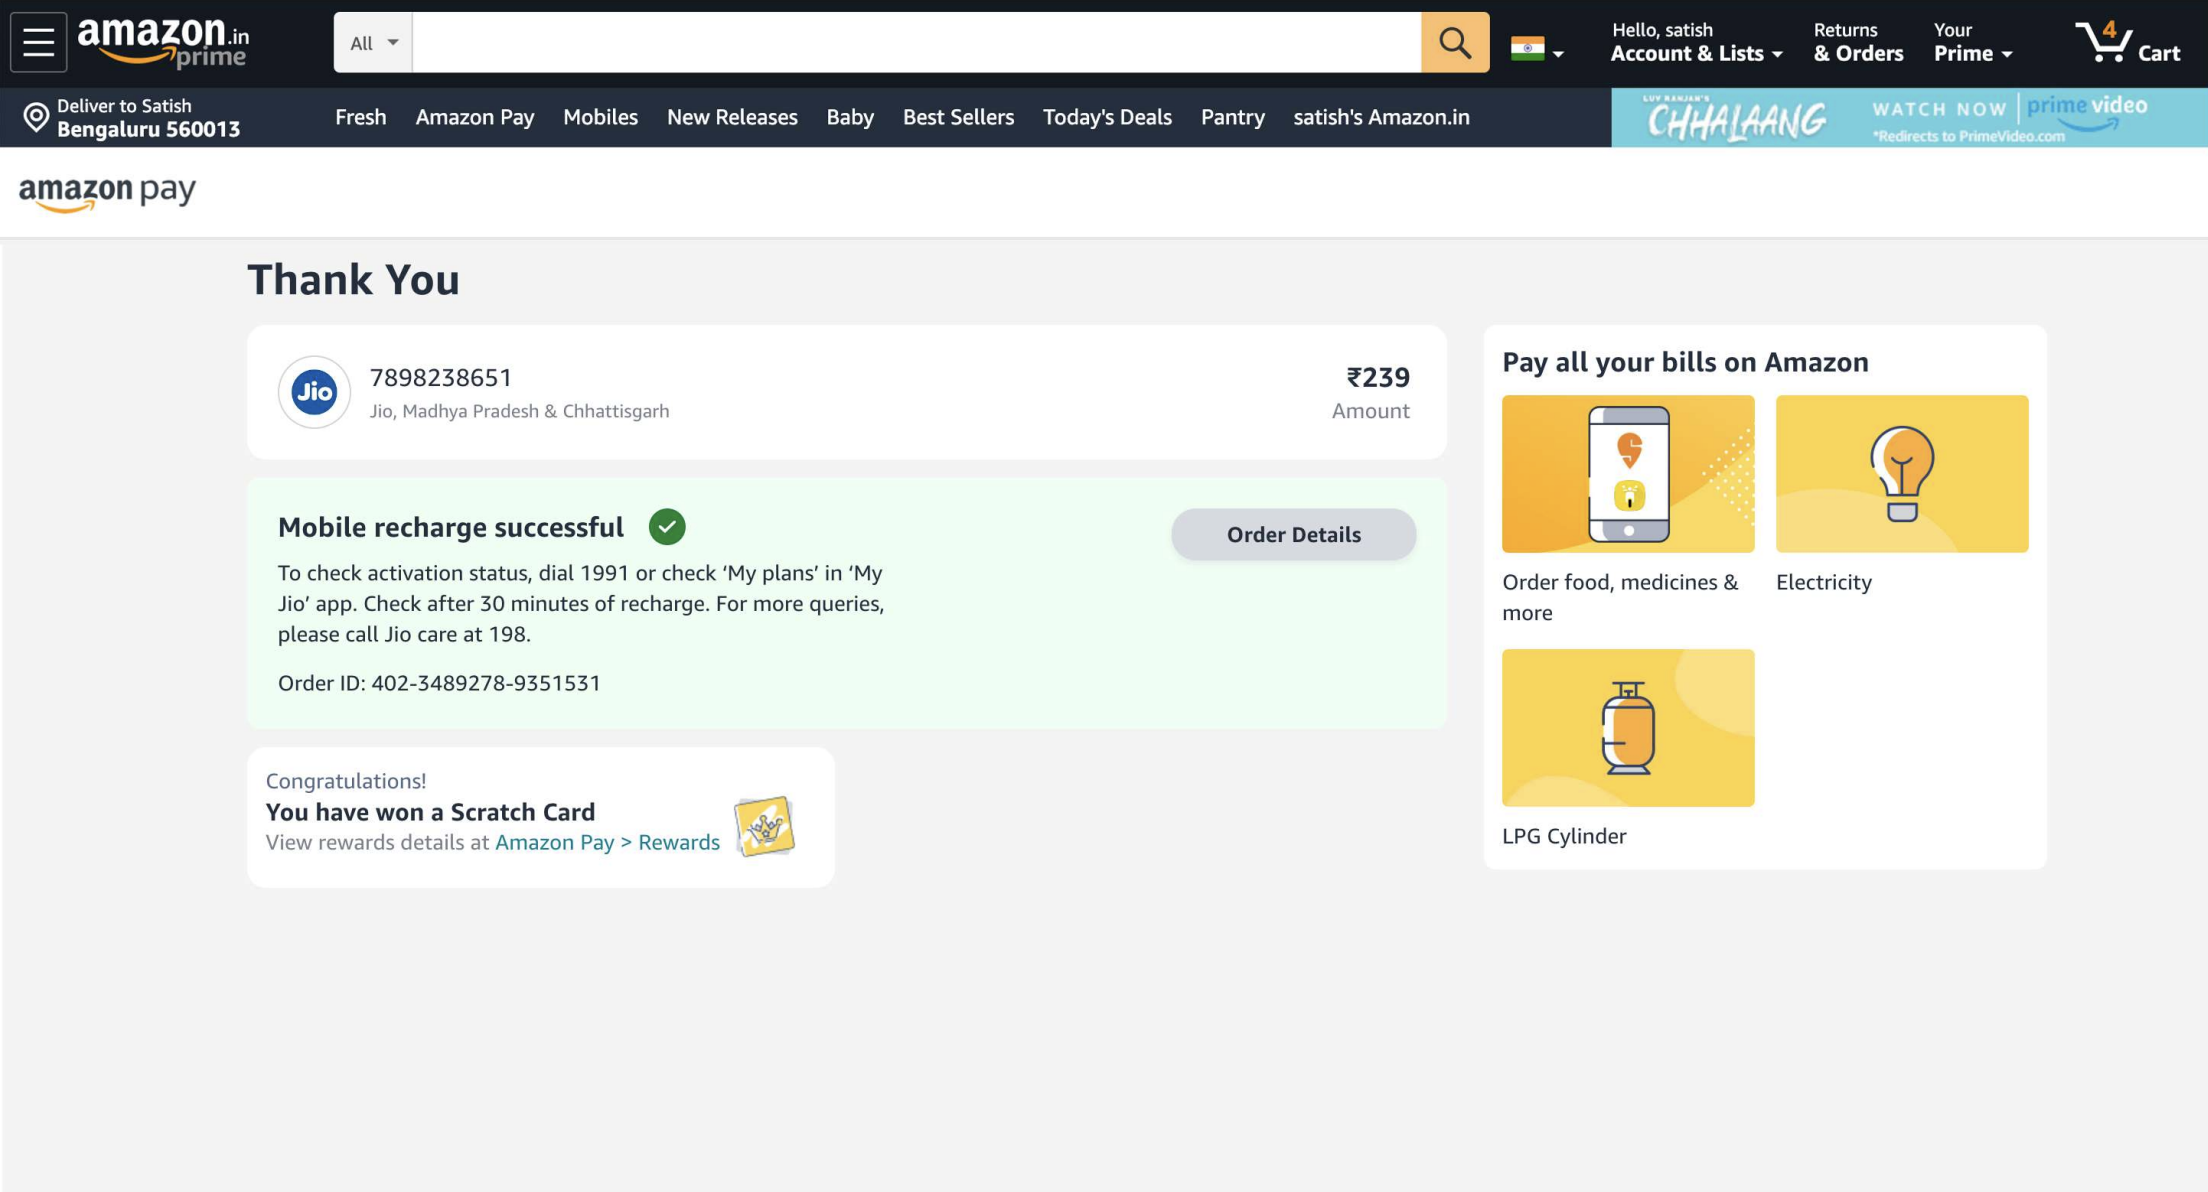 amazon.in
prime
All
Hello, satish
Account & Lists
Returns
& Orders
Your
Prime
4
Cart
Deliver to Satish
Bengaluru 560013
Fresh
Amazon Pay
Mobiles
New Releases
Baby
Best Sellers
Today's Deals
Pantry
satish's Amazon.in
LUV RANJAN'S
CHHALAANG
WATCH NOW
*Redirects to PrimeVideo.com
prime video
amazon pay
Thank You
Jio
7898238651
Jio, Madhya Pradesh & Chhattisgarh
₹239
Amount
Mobile recharge successful
Order Details
To check activation status, dial 1991 or check ‘My plans’ in ‘My
Jio’ app. Check after 30 minutes of recharge. For more queries,
please call Jio care at 198.
Order ID: 402-3489278-9351531
Congratulations!
You have won a Scratch Card
View rewards details at Amazon Pay > Rewards
Pay all your bills on Amazon
Order food, medicines &
more
Electricity
LPG Cylinder